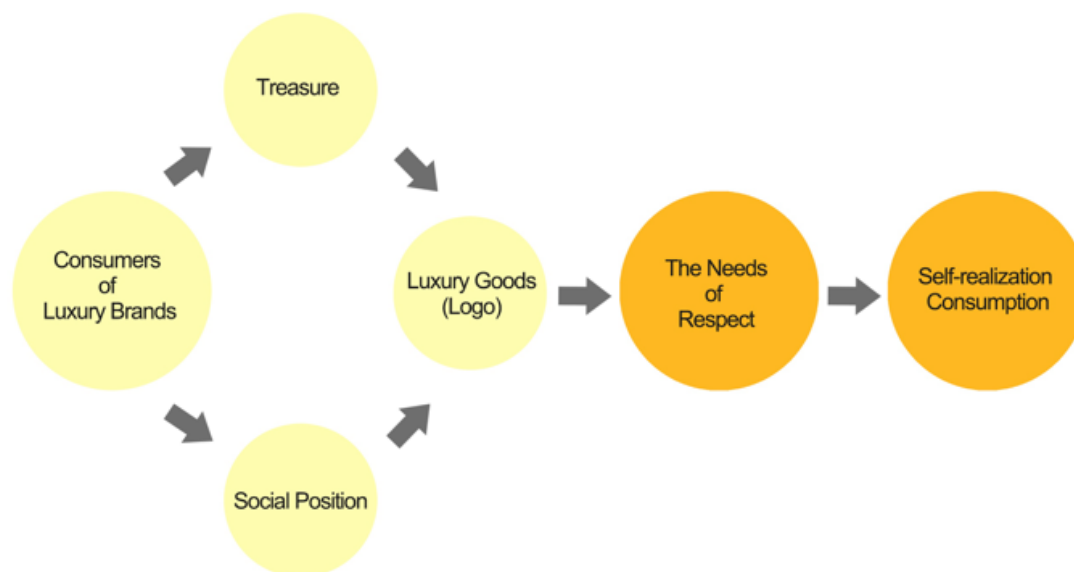 Treasure
Consumers
of
Luxury Brands
Luxury Goods
(Logo)
The Needs
of
Respect
Self-realization
Consumption
Social Position